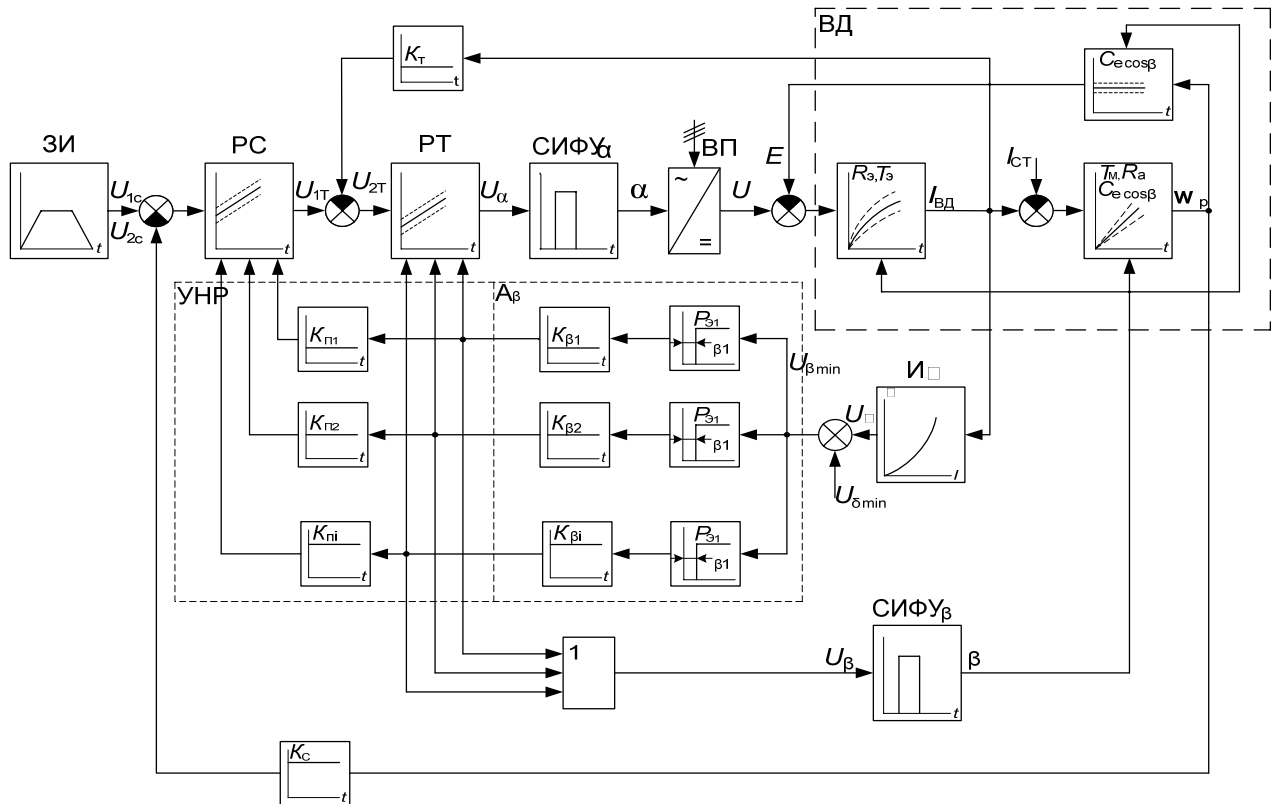 ВД
Kт
t
Ce cosβ
t
ЗИ
t
U1c
U2c
РС
t
U1Т
U2Т
РТ
t
Uα
СИФУα
t
α
ВП
~
=
U
E
Rэ,Tэ
t
IВД
IСТ
Tм,Ra
Ce cosβ
t
wр
УНР
Aβ
Kп1
t
Kβ1
t
Pэ1
β1
Uβmin
И□
□
I
U□
Uδmin
Kп2
t
Kβ2
t
Pэ1
β1
Kпi
t
Kβi
t
Pэ1
β1
1
Uβ
СИФУβ
t
β
KC
t